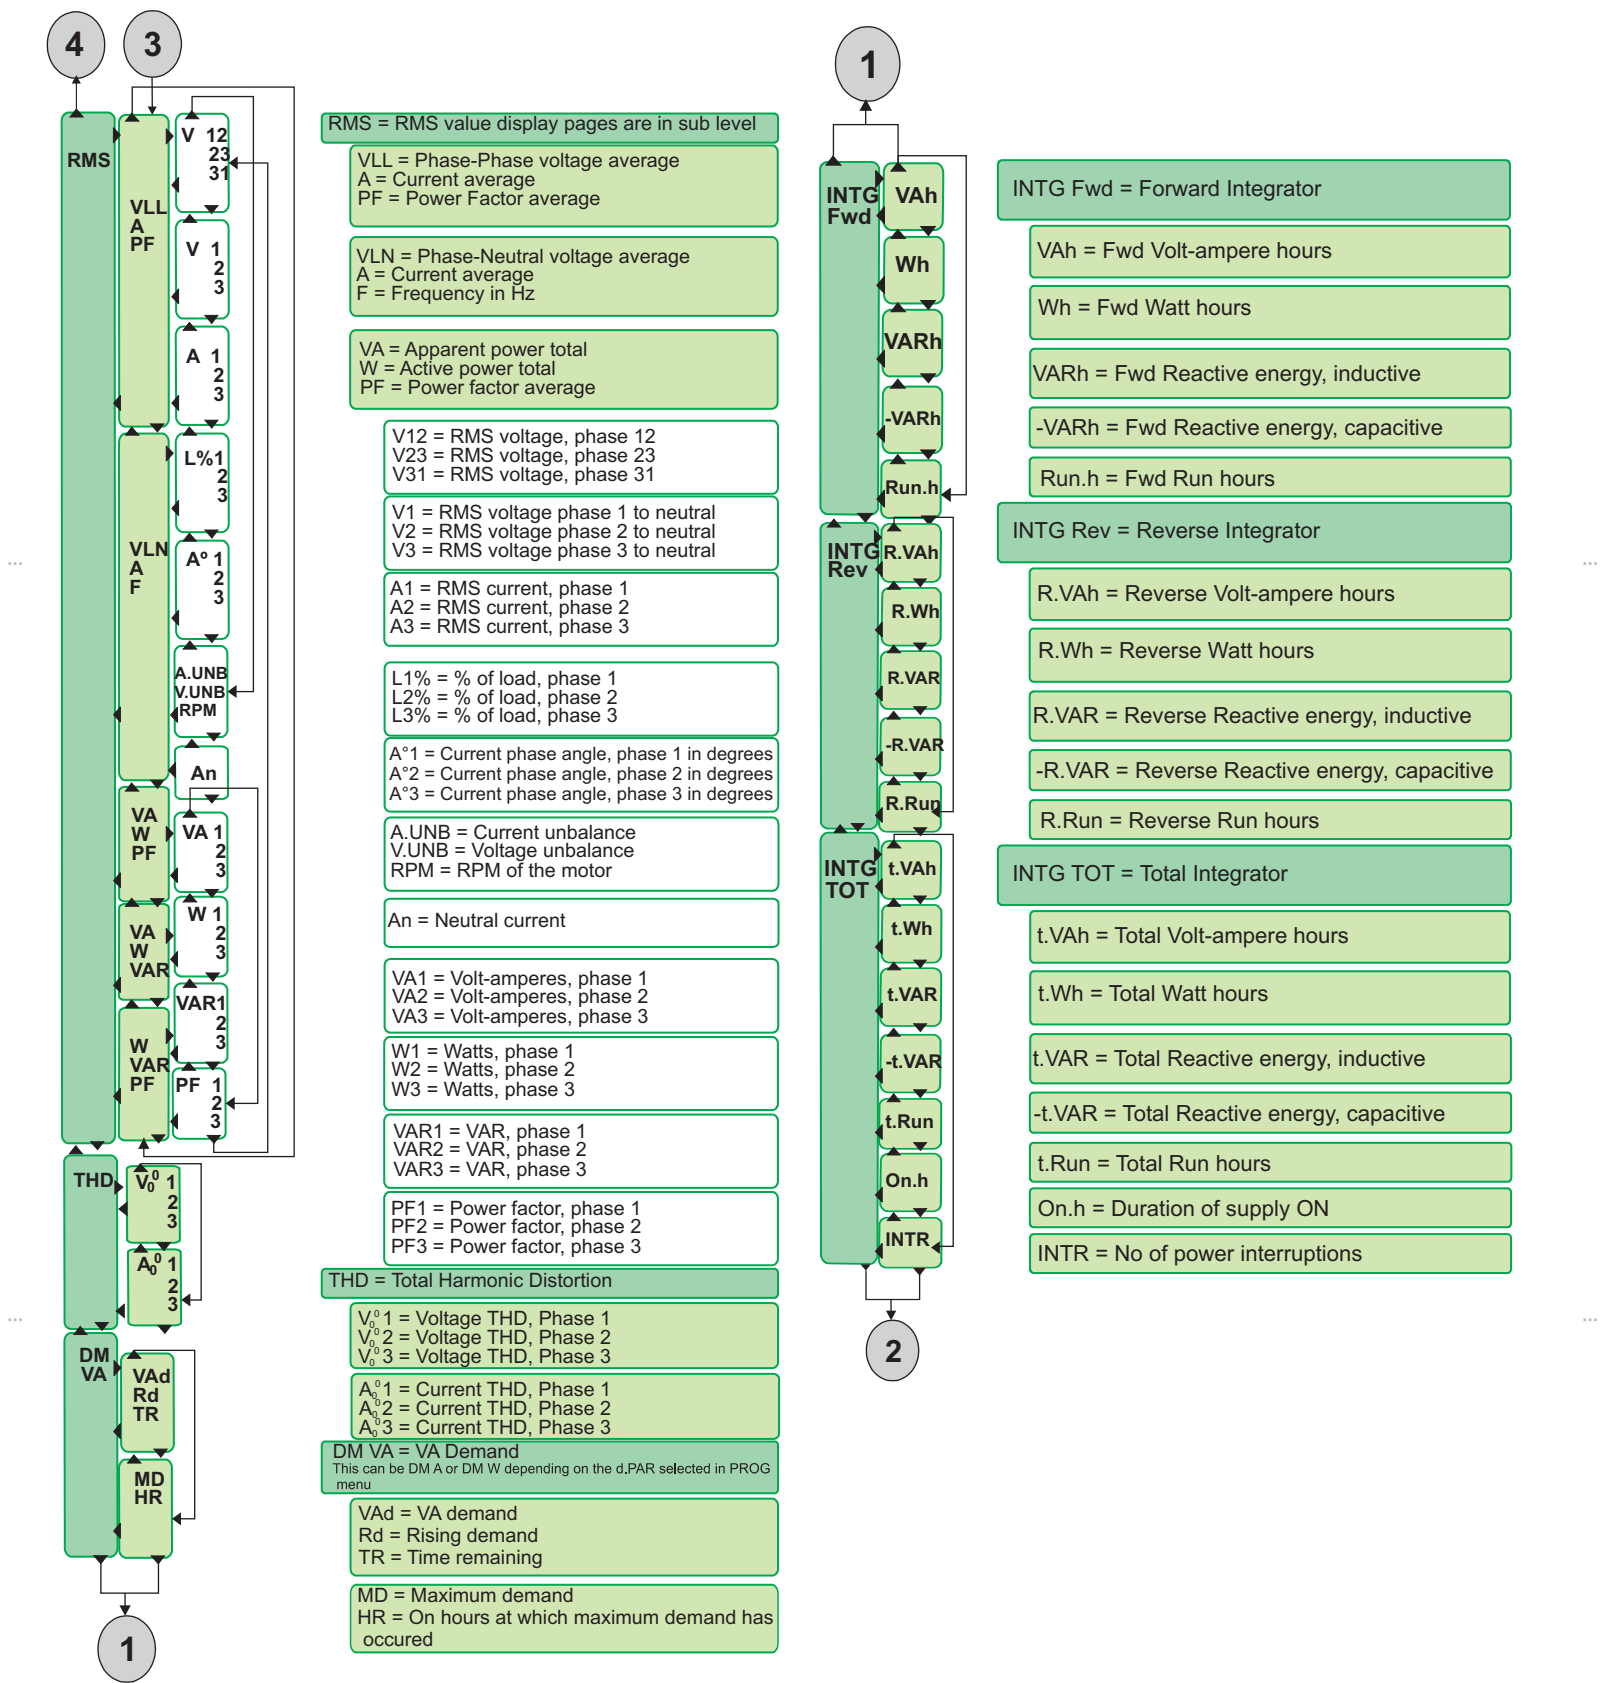 4
3
RMS
VLL
A
PF
V 12
23
31
V 1
2
3
A 1
2
3
VLN
A
F
L%1
2
3
A° 1
2
3
A.UNB
V.UNB
RPM
An
VA
W
PF
VA 1
2
3
VA
W
VAR
W 1
2
3
W
VAR
PF
VAR1
2
3
PF 1
2
3
THD
V₀⁰ 1
2
3
A₀⁰ 1
2
3
DM
VA
VAd
Rd
TR
MD
HR
1
RMS = RMS value display pages are in sub level
VLL = Phase-Phase voltage average
A = Current average
PF = Power Factor average
VLN = Phase-Neutral voltage average
A = Current average
F = Frequency in Hz
VA = Apparent power total
W = Active power total
PF = Power factor average
V12 = RMS voltage, phase 12
V23 = RMS voltage, phase 23
V31 = RMS voltage, phase 31
V1 = RMS voltage phase 1 to neutral
V2 = RMS voltage phase 2 to neutral
V3 = RMS voltage phase 3 to neutral
A1 = RMS current, phase 1
A2 = RMS current, phase 2
A3 = RMS current, phase 3
L1% = % of load, phase 1
L2% = % of load, phase 2
L3% = % of load, phase 3
A°1 = Current phase angle, phase 1 in degrees
A°2 = Current phase angle, phase 2 in degrees
A°3 = Current phase angle, phase 3 in degrees
A.UNB = Current unbalance
V.UNB = Voltage unbalance
RPM = RPM of the motor
An = Neutral current
VA1 = Volt-amperes, phase 1
VA2 = Volt-amperes, phase 2
VA3 = Volt-amperes, phase 3
W1 = Watts, phase 1
W2 = Watts, phase 2
W3 = Watts, phase 3
VAR1 = VAR, phase 1
VAR2 = VAR, phase 2
VAR3 = VAR, phase 3
PF1 = Power factor, phase 1
PF2 = Power factor, phase 2
PF3 = Power factor, phase 3
THD = Total Harmonic Distortion
V₀⁰ 1 = Voltage THD, Phase 1
V₀⁰ 2 = Voltage THD, Phase 2
V₀⁰ 3 = Voltage THD, Phase 3
A₀⁰ 1 = Current THD, Phase 1
A₀⁰ 2 = Current THD, Phase 2
A₀⁰ 3 = Current THD, Phase 3
DM VA = VA Demand
This can be DM A or DM W depending on the d.PAR selected in PROG
menu
VAd = VA demand
Rd = Rising demand
TR = Time remaining
MD = Maximum demand
HR = On hours at which maximum demand has
occured
1
INTG
Fwd
VAh
Wh
VARh
-VARh
Run.h
INTG
Rev
R.VAh
R.Wh
R.VAR
-R.VAR
R.Run
INTG
TOT
t.VAh
t.Wh
t.VAR
-t.VAR
t.Run
On.h
INTR
2
INTG Fwd = Forward Integrator
VAh = Fwd Volt-ampere hours
Wh = Fwd Watt hours
VARh = Fwd Reactive energy, inductive
-VARh = Fwd Reactive energy, capacitive
Run.h = Fwd Run hours
INTG Rev = Reverse Integrator
R.VAh = Reverse Volt-ampere hours
R.Wh = Reverse Watt hours
R.VAR = Reverse Reactive energy, inductive
-R.VAR = Reverse Reactive energy, capacitive
R.Run = Reverse Run hours
INTG TOT = Total Integrator
t.VAh = Total Volt-ampere hours
t.Wh = Total Watt hours
t.VAR = Total Reactive energy, inductive
-t.VAR = Total Reactive energy, capacitive
t.Run = Total Run hours
On.h = Duration of supply ON
INTR = No of power interruptions